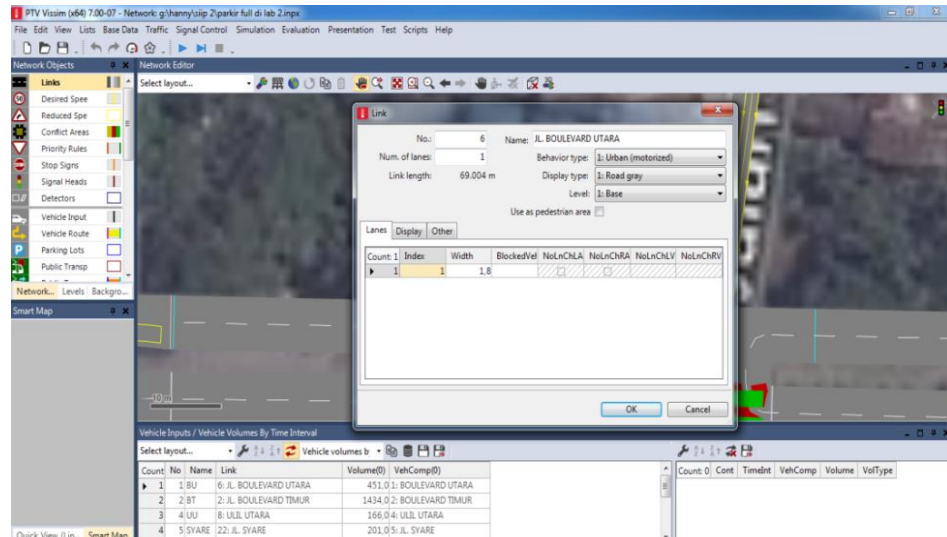 PTV Vissim (x64) 7.00-07 - Network: g:\hanny\siip 2\parkir full di lab 2.inpx
File Edit View Lists Base Data Traffic Signal Control Simulation Evaluation Presentation Test Scripts Help
Network Objects
Network Editor
Links
Select layout...
Desired Spee
Reduced Spe
Conflict Areas
Priority Rules
Stop Signs
Signal Heads
Detectors
Vehicle Input
Vehicle Route
Parking Lots
Public Transp
Network... Levels Backgro...
Smart Map
Link
No.: 6 Name: JL. BOULEVARD UTARA
Num. of lanes: 1 Behavior type: 1: Urban (motorized)
Link length: 69.004 m Display type: 1: Road gray
Level: 1: Base
Use as pedestrian area
Lanes Display Other
Count: 1 Index Width BlockedVel NoLnChLA NoLnChRA NoLnChLV NoLnChRV
1 1 1,8
OK Cancel
10 m
Vehicle Inputs / Vehicle Volumes By Time Interval
Select layout... Vehicle volumes b
Count No Name Link Volume(0) VehComp(0)
1 1 BU 6: JL. BOULEVARD UTARA 451,0 1: BOULEVARD UTARA
2 2 BT 2: JL. BOULEVARD TIMUR 1434,0 2: BOULEVARD TIMUR
3 4 UU 8: ULIL UTARA 166,0 4: ULIL UTARA
4 5 SYARE 22: JL. SYARE 201,0 5: JL. SYARE
Count: 0 Cont TimeInt VehComp Volume VolType
Smart Map